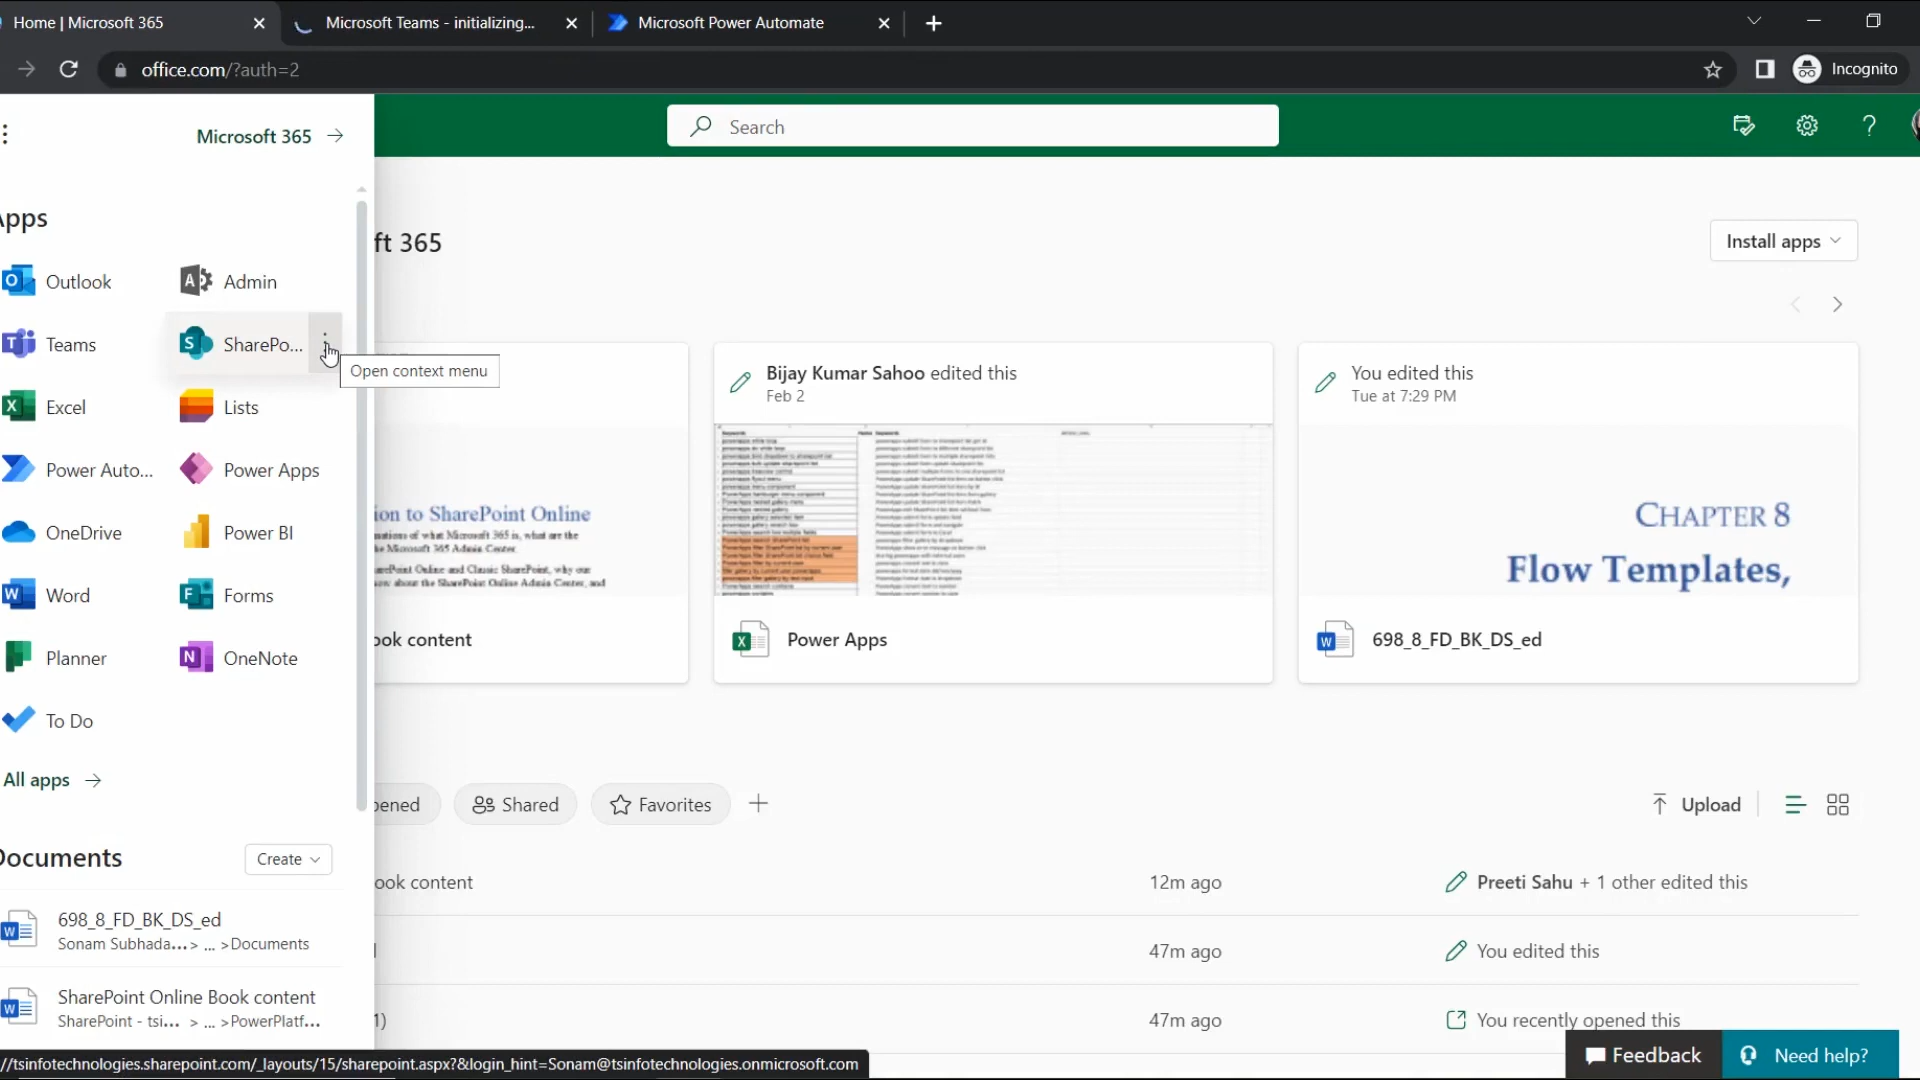 Home | Microsoft 365
Microsoft Teams - initializing...
Microsoft Power Automate
office.com/?auth=2
Incognito
Microsoft 365
Search
Apps
ft 365
Install apps
Outlook
Admin
Teams
SharePo...
Open context menu
Excel
Lists
Power Auto...
Power Apps
OneDrive
Power BI
Word
Forms
Planner
OneNote
To Do
All apps
Bijay Kumar Sahoo edited this
Feb 2
You edited this
Tue at 7:29 PM
ion to SharePoint Online
CHAPTER 8
Flow Templates,
ook content
Power Apps
698_8_FD_BK_DS_ed
pened
Shared
Favorites
Upload
Documents
Create
698_8_FD_BK_DS_ed
Sonam Subhada...> ... >Documents
SharePoint Online Book content
SharePoint - tsi... > ... >PowerPlatf...
ook content
12m ago
Preeti Sahu + 1 other edited this
47m ago
You edited this
1)
47m ago
You recently opened this
//tsinfotechnologies.sharepoint.com/_layouts/15/sharepoint.aspx?&login_hint=Sonam@tsinfotechnologies.onmicrosoft.com
Feedback
Need help?